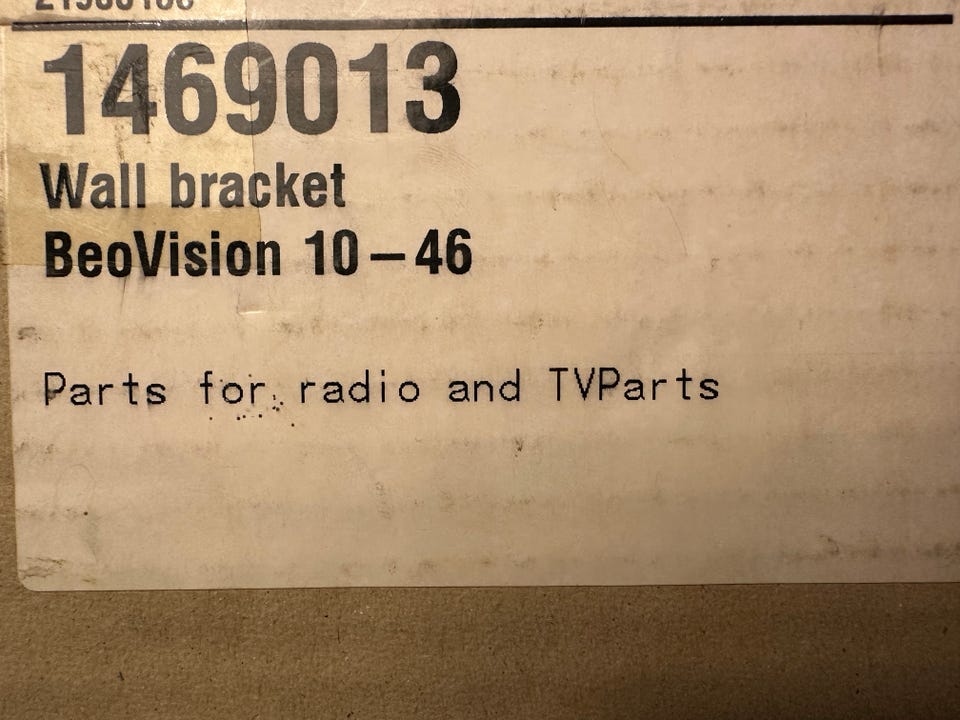 1469013
Wall bracket
BeoVision 10 – 46
Parts for radio and TVParts